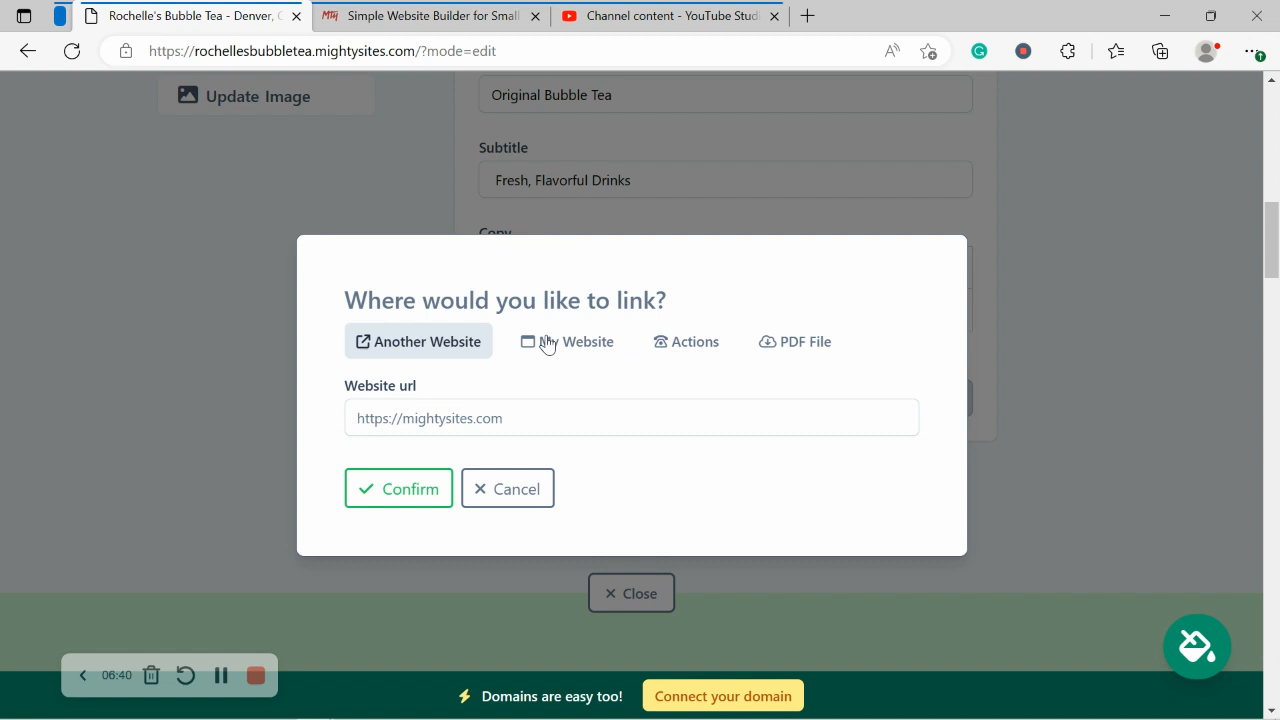 Rochelle's Bubble Tea - Denver, C
Simple Website Builder for Small
Channel content - YouTube Studi
https://rochellesbubbletea.mightysites.com/?mode=edit
Update Image
Original Bubble Tea
Subtitle
Fresh, Flavorful Drinks
Copy
Where would you like to link?
Another Website
My Website
Actions
PDF File
Website url
https://mightysites.com
Confirm
Cancel
Close
06:40
Domains are easy too!
Connect your domain